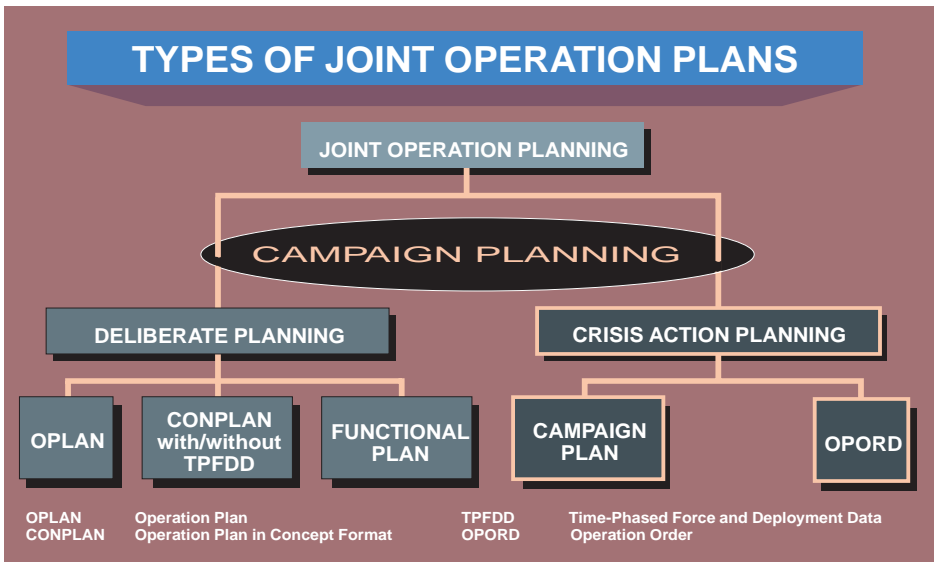 TYPES OF JOINT OPERATION PLANS
JOINT OPERATION PLANNING
CAMPAIGN PLANNING
DELIBERATE PLANNING
CRISIS ACTION PLANNING
OPLAN
CONPLAN
with/without
TPFDD
FUNCTIONAL
PLAN
CAMPAIGN
PLAN
OPORD
OPLAN Operation Plan
CONPLAN Operation Plan in Concept Format
TPFDD Time-Phased Force and Deployment Data
OPORD Operation Order